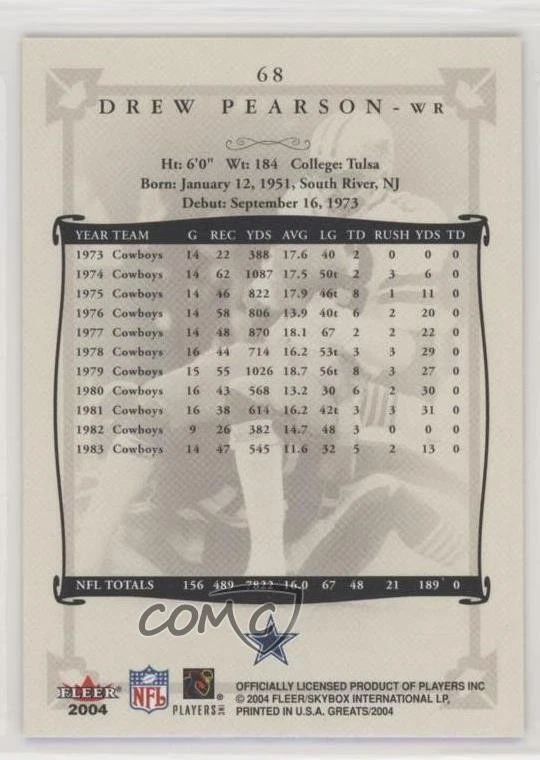 68
DREW PEARSON - WR
Ht: 6'0" Wt: 184 College: Tulsa
Born: January 12, 1951, South River, NJ
Debut: September 16, 1973
YEAR TEAM G REC YDS AVG LG TD RUSH YDS TD
1973 Cowboys 14 22 388 17.6 40 2 0 0 0
1974 Cowboys 14 62 1087 17.5 50t 2 3 6 0
1975 Cowboys 14 46 822 17.9 46t 8 1 11 0
1976 Cowboys 14 58 806 13.9 40t 6 2 20 0
1977 Cowboys 14 48 870 18.1 67 2 2 22 0
1978 Cowboys 16 44 714 16.2 53t 3 3 29 0
1979 Cowboys 15 55 1026 18.7 56t 8 3 27 0
1980 Cowboys 16 43 568 13.2 30 6 2 30 0
1981 Cowboys 16 38 614 16.2 42t 3 3 31 0
1982 Cowboys 9 26 382 14.7 48 3 0 0 0
1983 Cowboys 14 47 545 11.6 32 5 2 13 0
NFL TOTALS 156 489 7822 16.0 67 48 21 189 0
COMC
FLEER
2004
NFL
PLAYERS INC
OFFICIALLY LICENSED PRODUCT OF PLAYERS INC
© 2004 FLEER/SKYBOX INTERNATIONAL LP,
PRINTED IN U.S.A. GREATS/2004